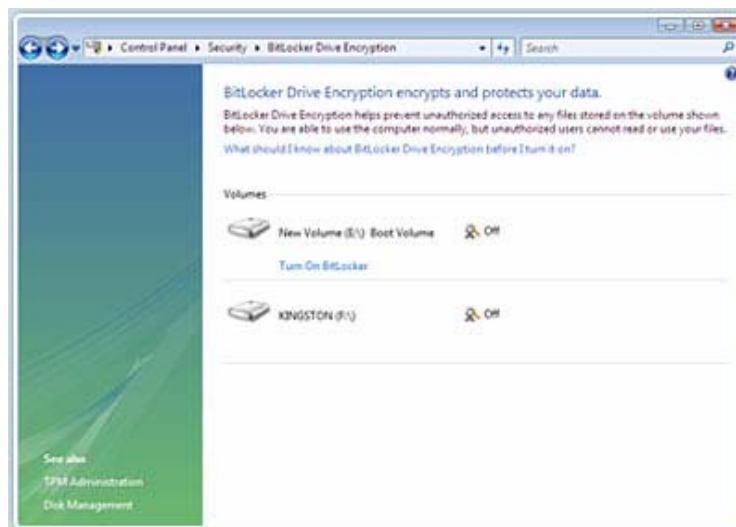 Control Panel ▸ Security ▸ BitLocker Drive Encryption
Search
BitLocker Drive Encryption encrypts and protects your data.
BitLocker Drive Encryption helps prevent unauthorized access to any files stored on the volume shown
below. You are able to use the computer normally, but unauthorized users cannot read or use your files.
What should I know about BitLocker Drive Encryption before I turn it on?
Volumes
New Volume (E:\) Boot Volume Off
Turn On BitLocker
KINGSTON (F:\) Off
See also
TPM Administration
Disk Management